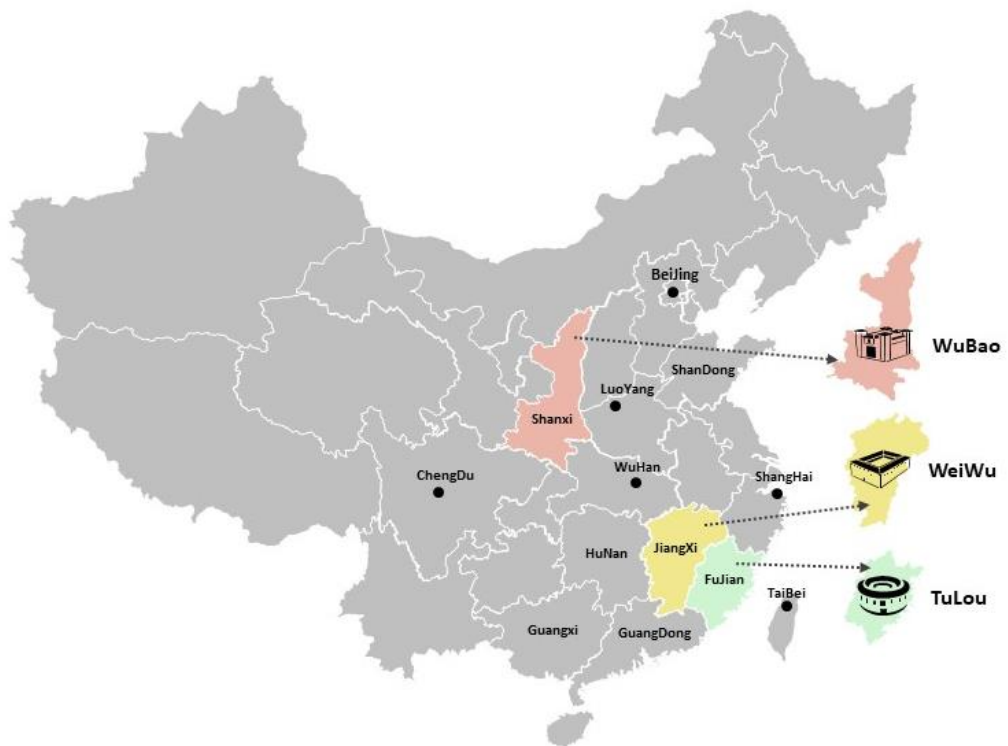 BeiJing
WuBao
ShanDong
LuoYang
Shanxi
WuHan
ChengDu
ShangHai
WeiWu
HuNan
JiangXi
FuJian
TuLou
TaiBei
Guangxi
GuangDong